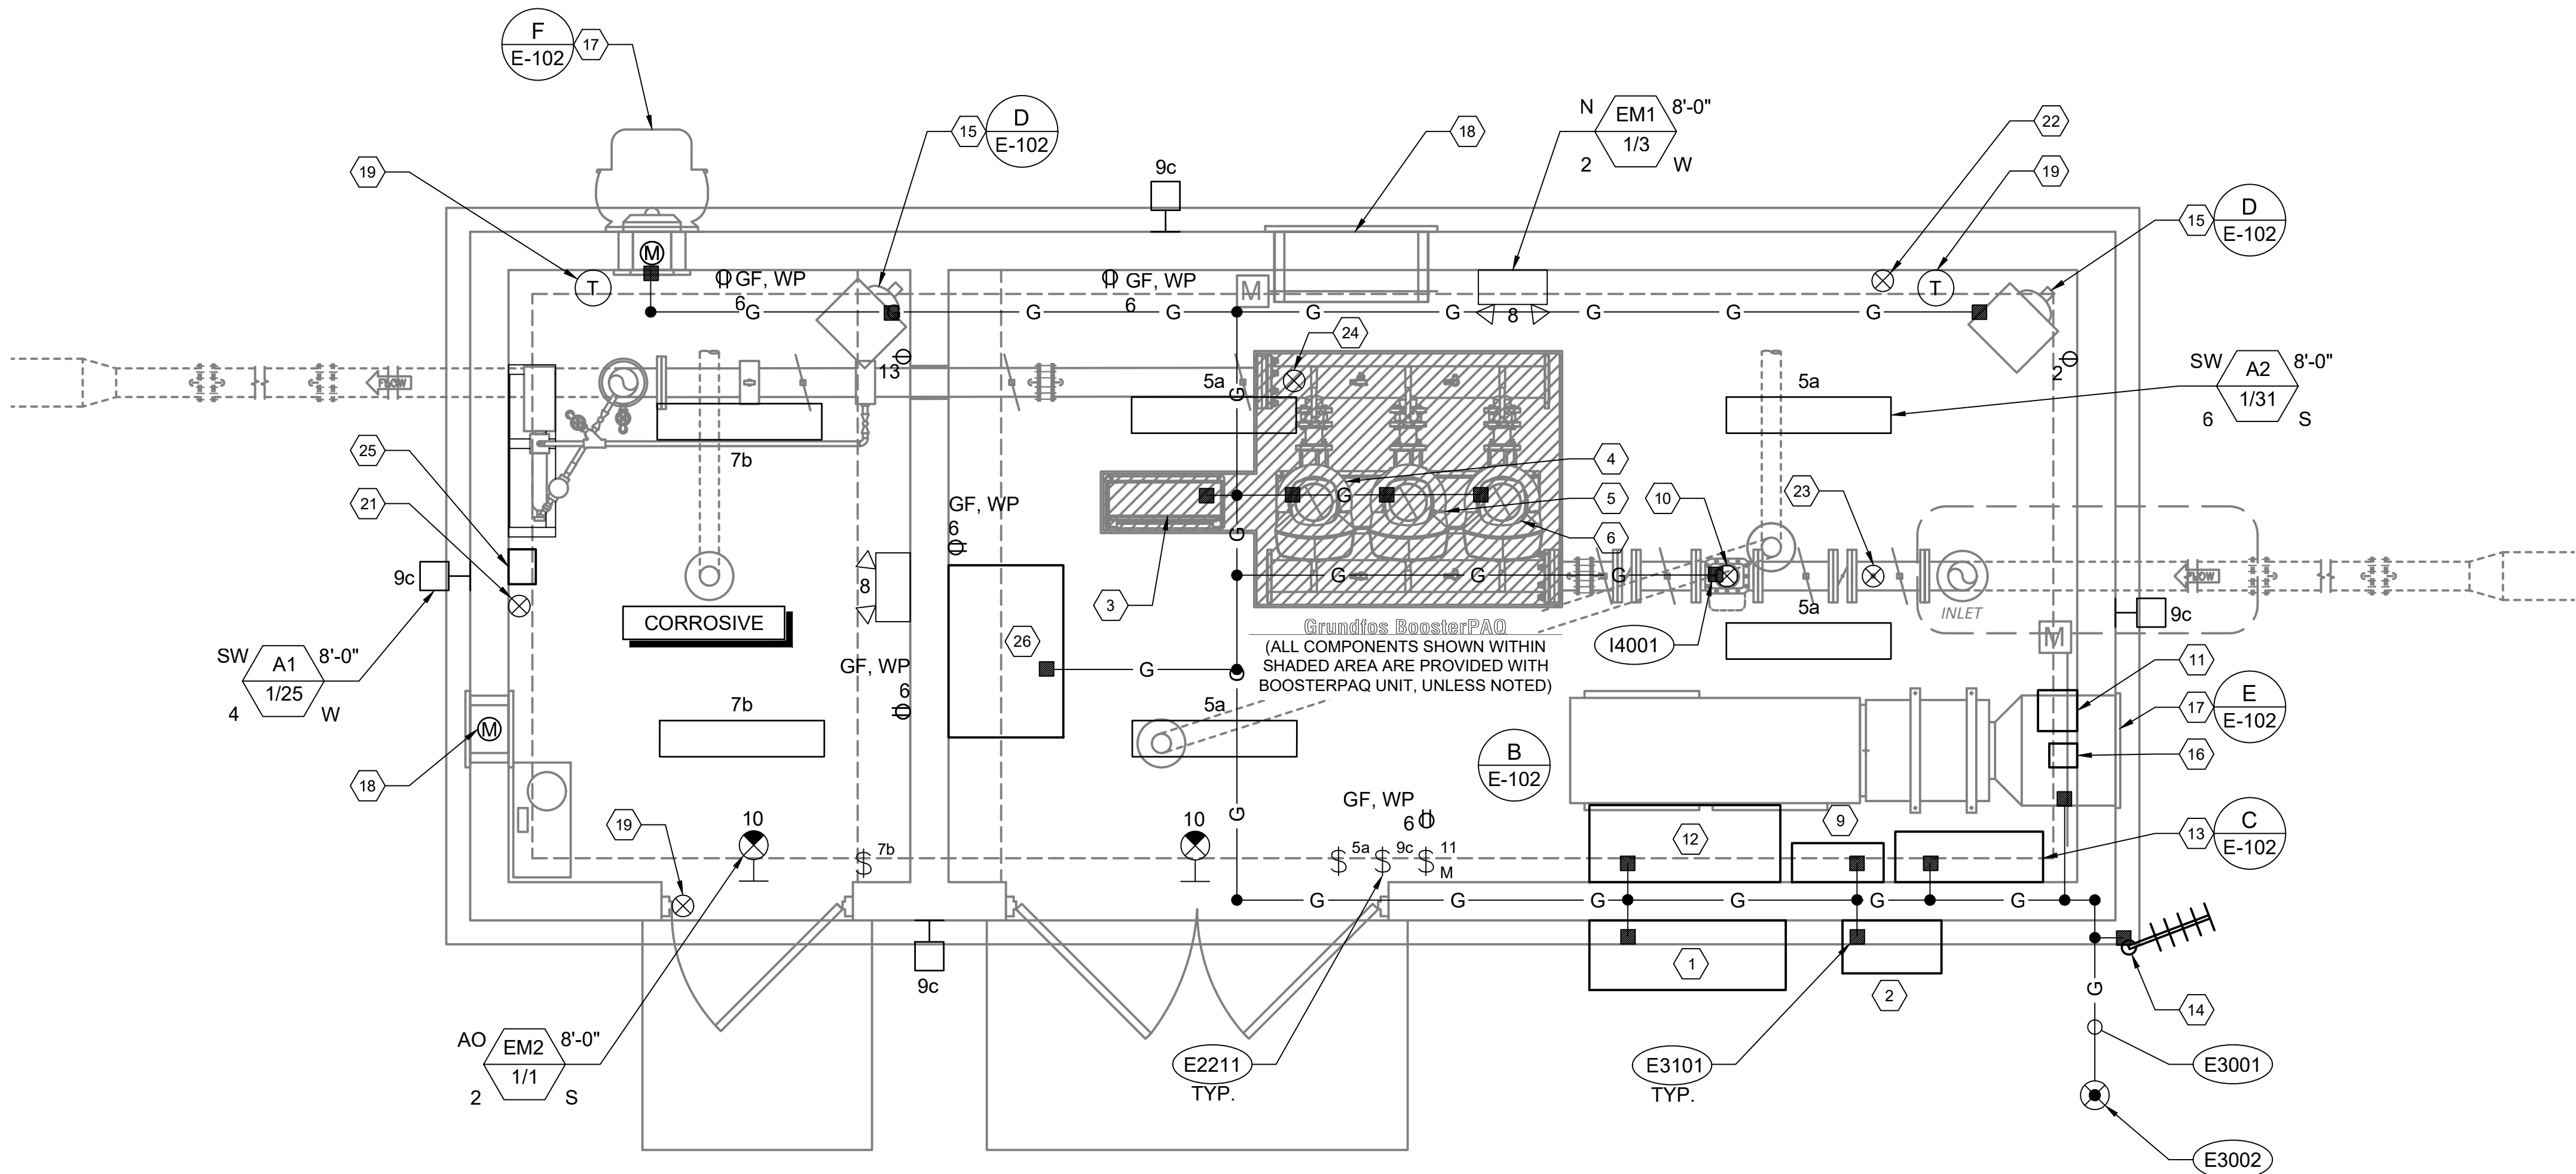 F
E-102
17
15
D
E-102
N
EM1
8'-0"
1/3
2
W
18
22
19
19
9c
15
D
E-102
M
T
GF, WP
6
GF, WP
6
M
T
G
G
G
G
G
G
G
G
G
8
24
13
2
FLOW
5a
5a
SW
A2
8'-0"
1/31
6
S
G
7b
25
21
4
5
6
10
23
GF, WP
6
G
G
9c
8
3
G
G
G
FLOW
INLET
9c
CORROSIVE
26
Grundfos BoosterPAQ
(ALL COMPONENTS SHOWN WITHIN
SHADED AREA ARE PROVIDED WITH
BOOSTERPAQ UNIT, UNLESS NOTED)
I4001
5a
M
11
SW
A1
8'-0"
1/25
4
W
GF, WP
6
G
G
7b
5a
17
E
E-102
M
18
B
E-102
16
GF, WP
6
G
9
12
13
C
E-102
19
10
10
7b
5a
9c
11
M
G
G
G
G
G
9c
1
2
G
14
AO
EM2
8'-0"
1/1
2
S
E2211
TYP.
E3101
TYP.
E3001
E3002